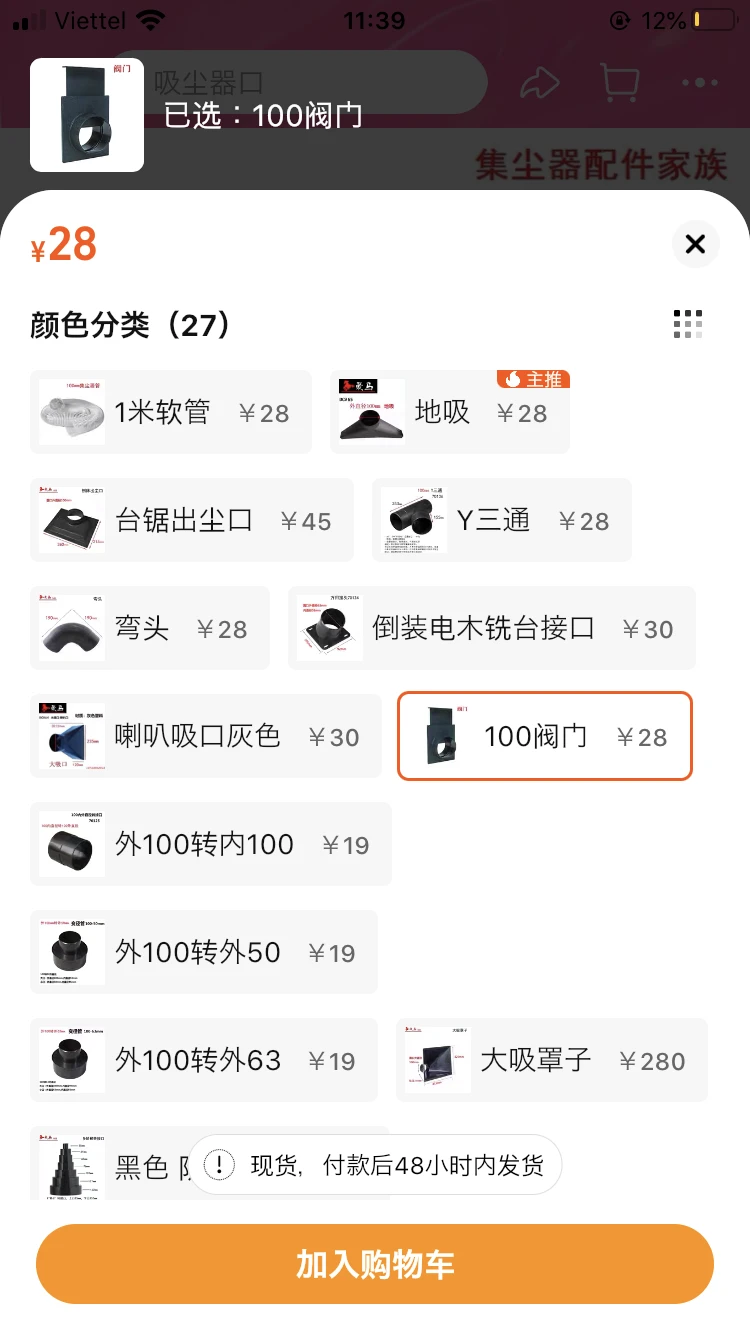 Viettel
11:39
12%
阀门
吸尘器口
已选：100阀门
集尘器配件家族
¥28
颜色分类（27）
1米软管 ¥28
主推
地吸 ¥28
台锯出尘口 ¥45
Y三通 ¥28
弯头 ¥28
倒装电木铣台接口 ¥30
喇叭吸口灰色 ¥30
100阀门 ¥28
外100转内100 ¥19
外100转外50 ¥19
外100转外63 ¥19
大吸罩子 ¥280
黑色
现货，付款后48小时内发货
加入购物车